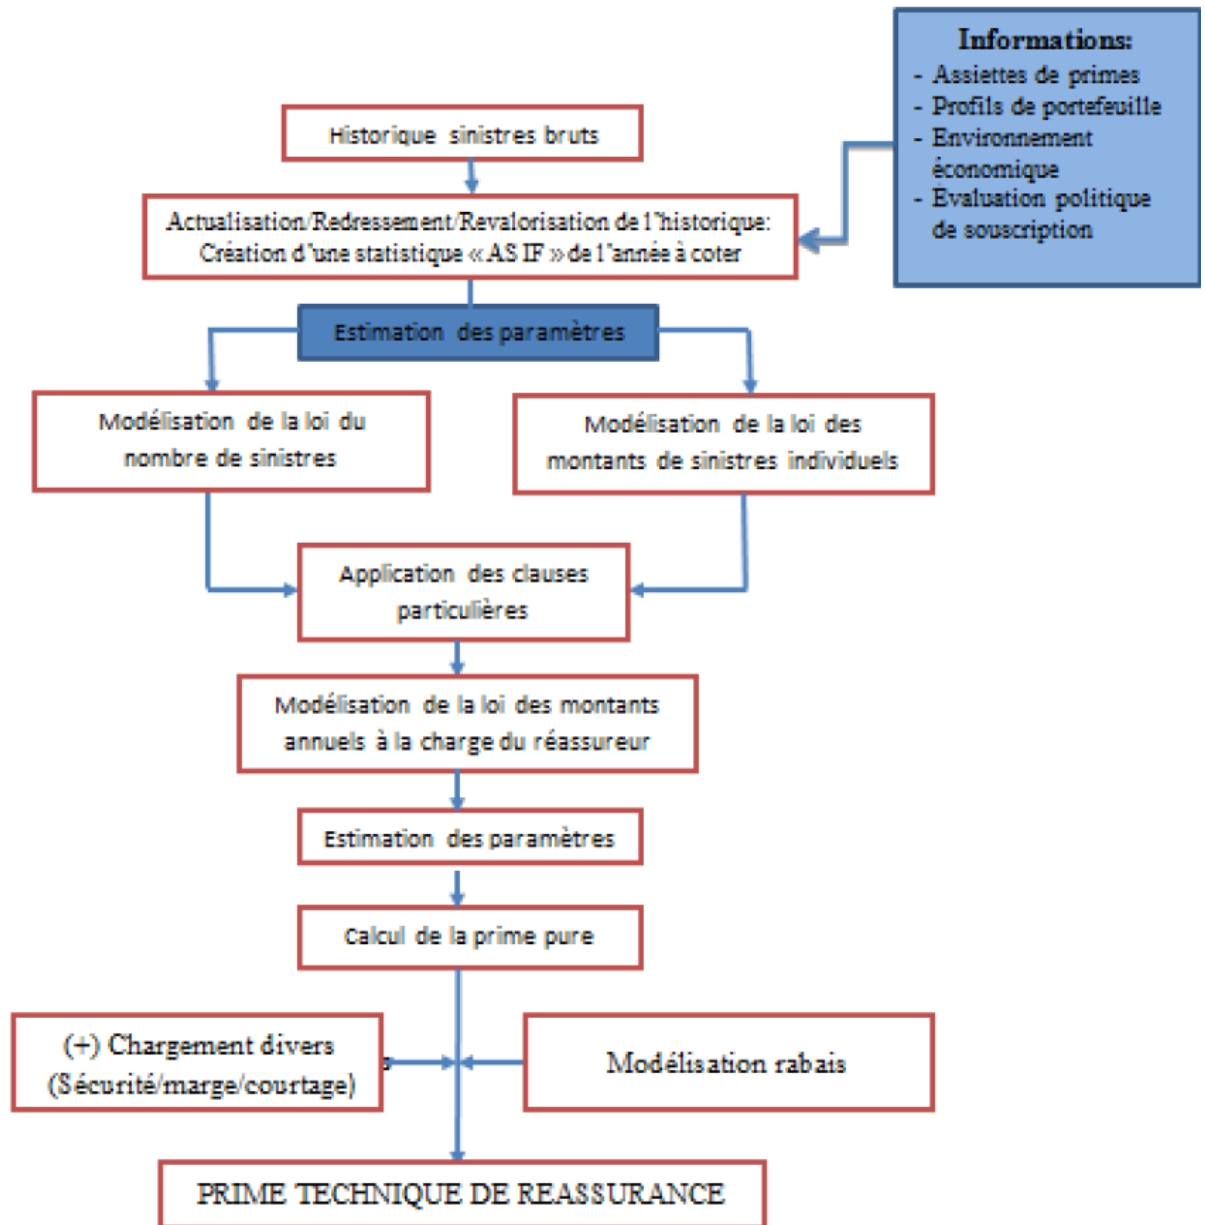 Informations:
- Assiettes de primes
- Profils de portefeuille
- Environnement
économique
- Évaluation politique
de souscription
Historique sinistres bruts
Actualisation/Redressement/Revalorisation de l'historique:
Création d'une statistique « AS IF » de l'année à coter
Estimation des paramètres
Modélisation de la loi du
nombre de sinistres
Modélisation de la loi des
montants de sinistres individuels
Application des clauses
particulières
Modélisation de la loi des montants
annuels à la charge du réassureur
Estimation des paramètres
Calcul de la prime pure
(+) Chargement divers
(Sécurité/marge/courtage)
Modélisation rabais
PRIME TECHNIQUE DE REASSURANCE